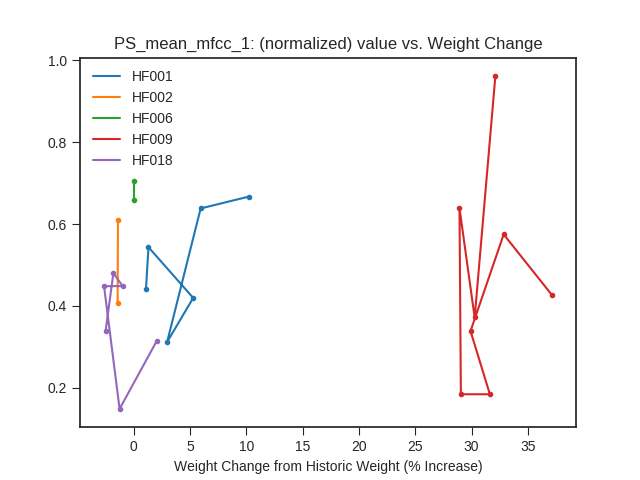 PS_mean_mfcc_1: (normalized) value vs. Weight Change
1.0
0.8
0.6
0.4
0.2
HF001
HF002
HF006
HF009
HF018
0 5 10 15 20 25 30 35
Weight Change from Historic Weight (% Increase)